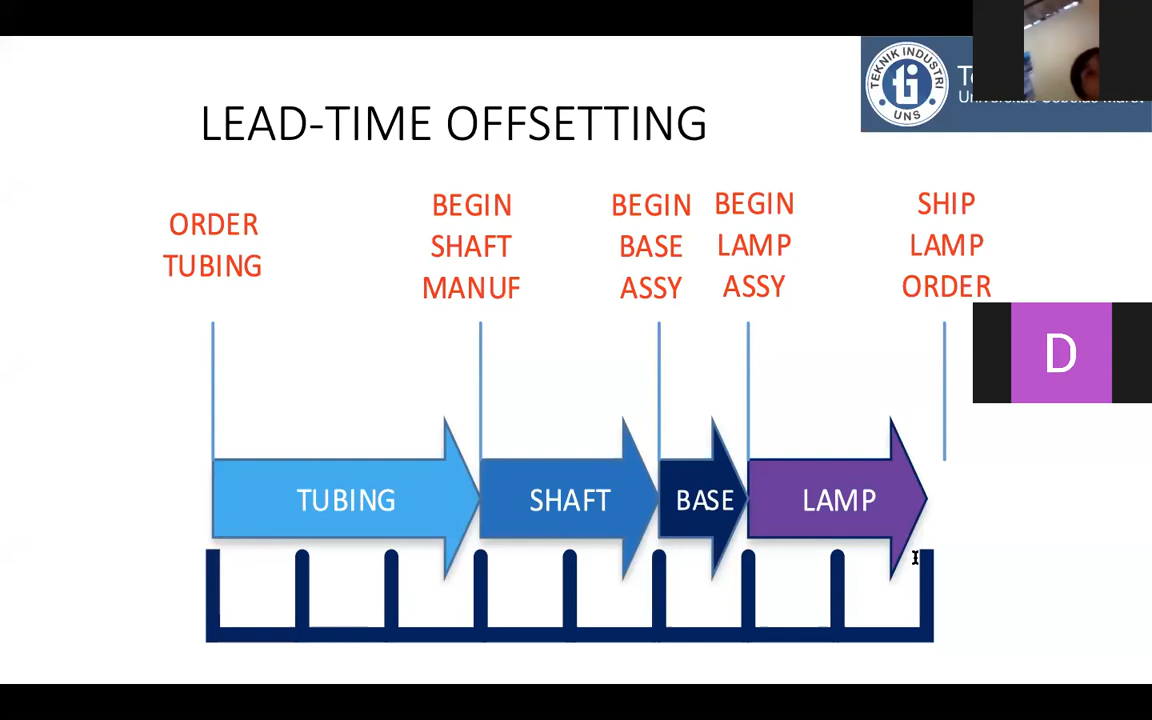 LEAD-TIME OFFSETTING
TEKNIK INDUSTRI
ti
UNS
ORDER
TUBING
BEGIN
SHAFT
MANUF
BEGIN
BASE
ASSY
BEGIN
LAMP
ASSY
SHIP
LAMP
ORDER
D
TUBING
SHAFT
BASE
LAMP